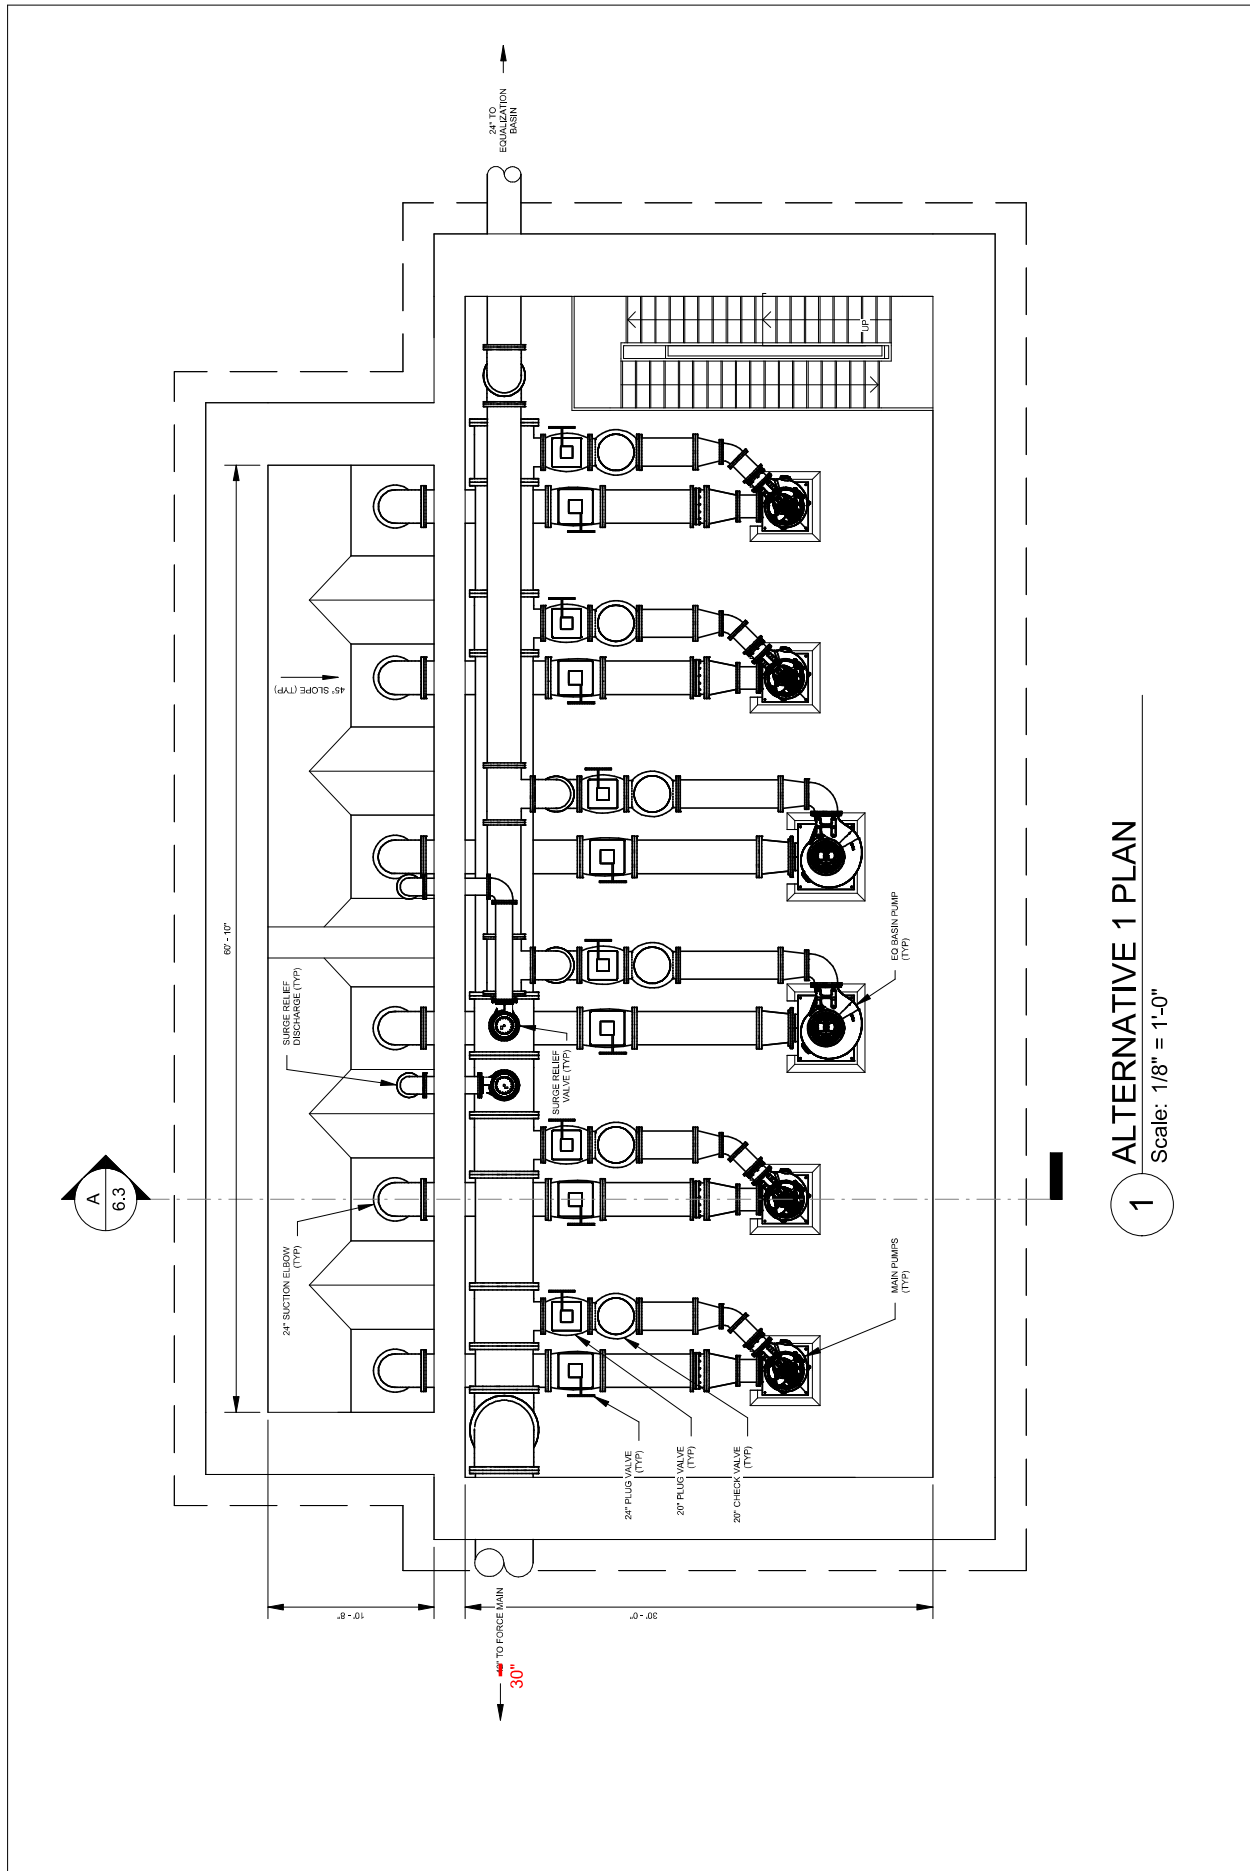 24" TO
EQUALIZATION
BASIN
UP
45° SLOPE (TYP)
60' - 10"
SURGE RELIEF
DISCHARGE (TYP)
EQ BASIN PUMP
(TYP)
SURGE RELIEF
VALVE (TYP)
A
6.3
24" SUCTION ELBOW
(TYP)
MAIN PUMPS
(TYP)
24" PLUG VALVE
(TYP)
20" PLUG VALVE
(TYP)
20" CHECK VALVE
(TYP)
10' - 8"
30' - 0"
TO FORCE MAIN
30"
1
ALTERNATIVE 1 PLAN
Scale: 1/8" = 1'-0"